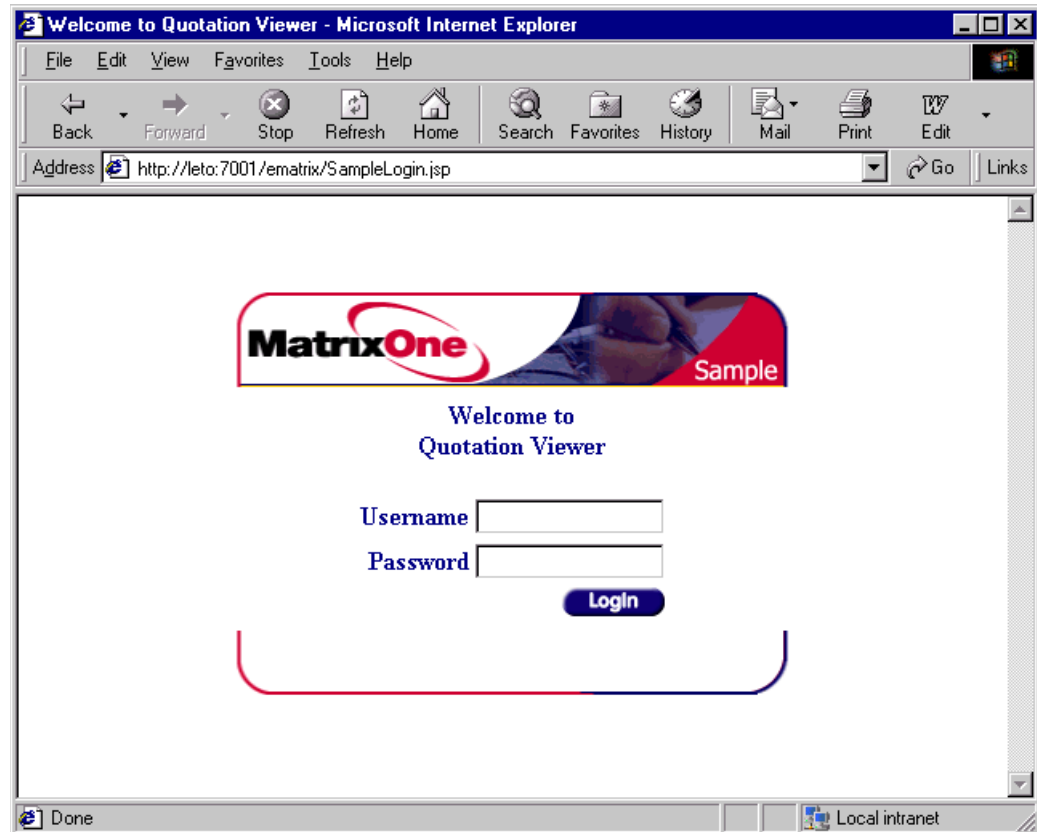 Welcome to Quotation Viewer - Microsoft Internet Explorer
File Edit View Favorites Tools Help
Back Forward Stop Refresh Home Search Favorites History Mail Print Edit
Address http://leto:7001/ematrix/SampleLogin.jsp Go Links
MatrixOne
Sample
Welcome to
Quotation Viewer
Username
Password
Login
Done Local intranet